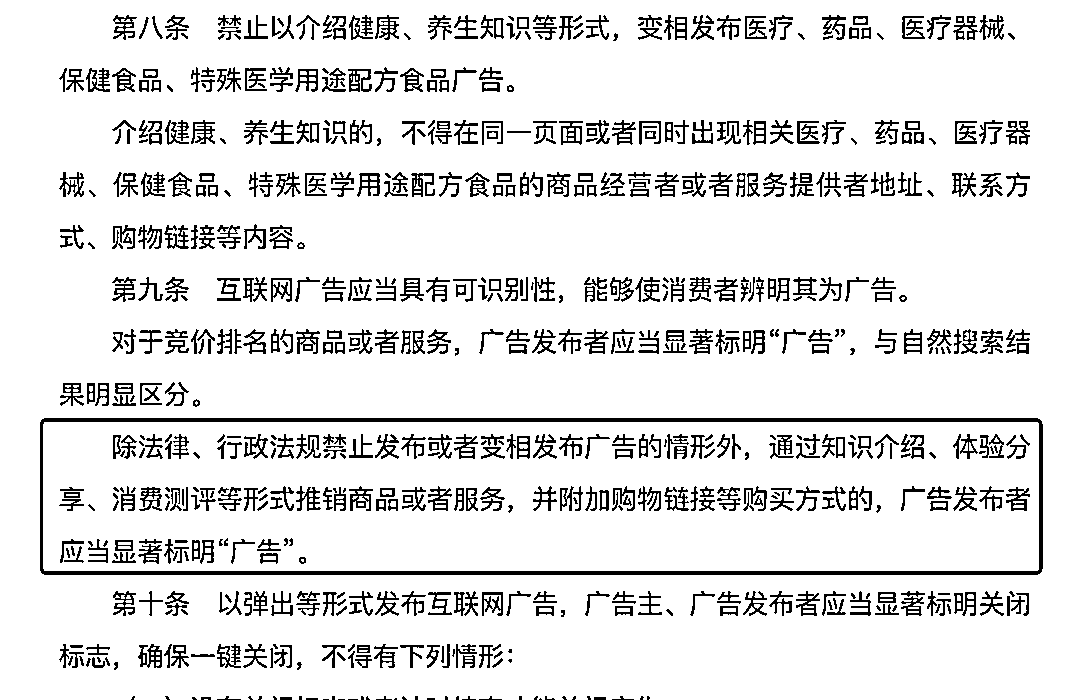 第八条　禁止以介绍健康、养生知识等形式，变相发布医疗、药品、医疗器械、
保健食品、特殊医学用途配方食品广告。
介绍健康、养生知识的，不得在同一页面或者同时出现相关医疗、药品、医疗器
械、保健食品、特殊医学用途配方食品的商品经营者或者服务提供者地址、联系方
式、购物链接等内容。
第九条　互联网广告应当具有可识别性，能够使消费者辨明其为广告。
对于竞价排名的商品或者服务，广告发布者应当显著标明“广告”，与自然搜索结
果明显区分。
除法律、行政法规禁止发布或者变相发布广告的情形外，通过知识介绍、体验分
享、消费测评等形式推销商品或者服务，并附加购物链接等购买方式的，广告发布者
应当显著标明“广告”。
第十条　以弹出等形式发布互联网广告，广告主、广告发布者应当显著标明关闭
标志，确保一键关闭，不得有下列情形：